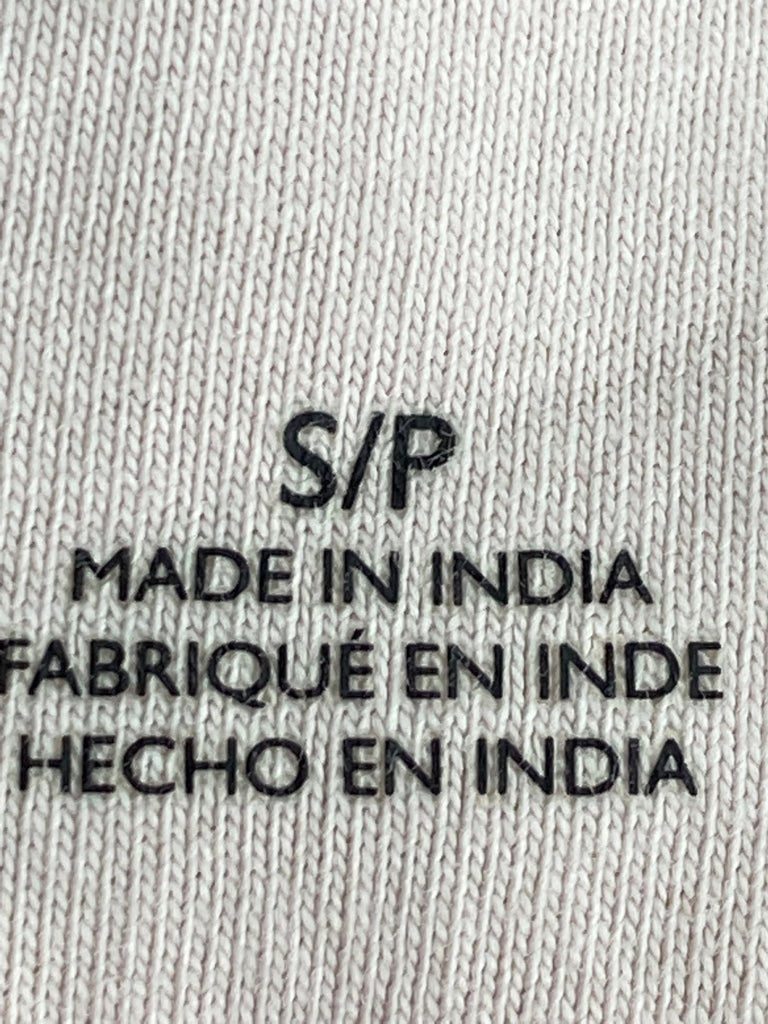 S/P
MADE IN INDIA
FABRIQUÉ EN INDE
HECHO EN INDIA